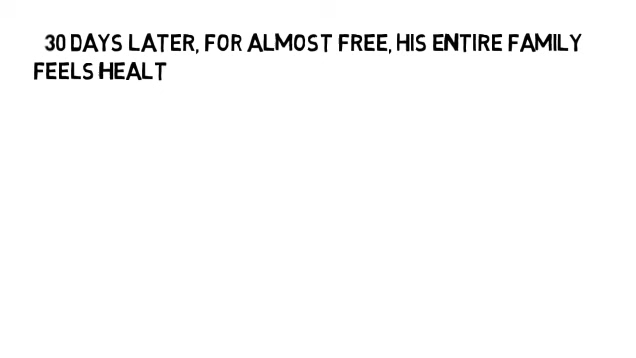 30 DAYS LATER, FOR ALMOST FREE, HIS ENTIRE FAMILY
FEELS HEALT